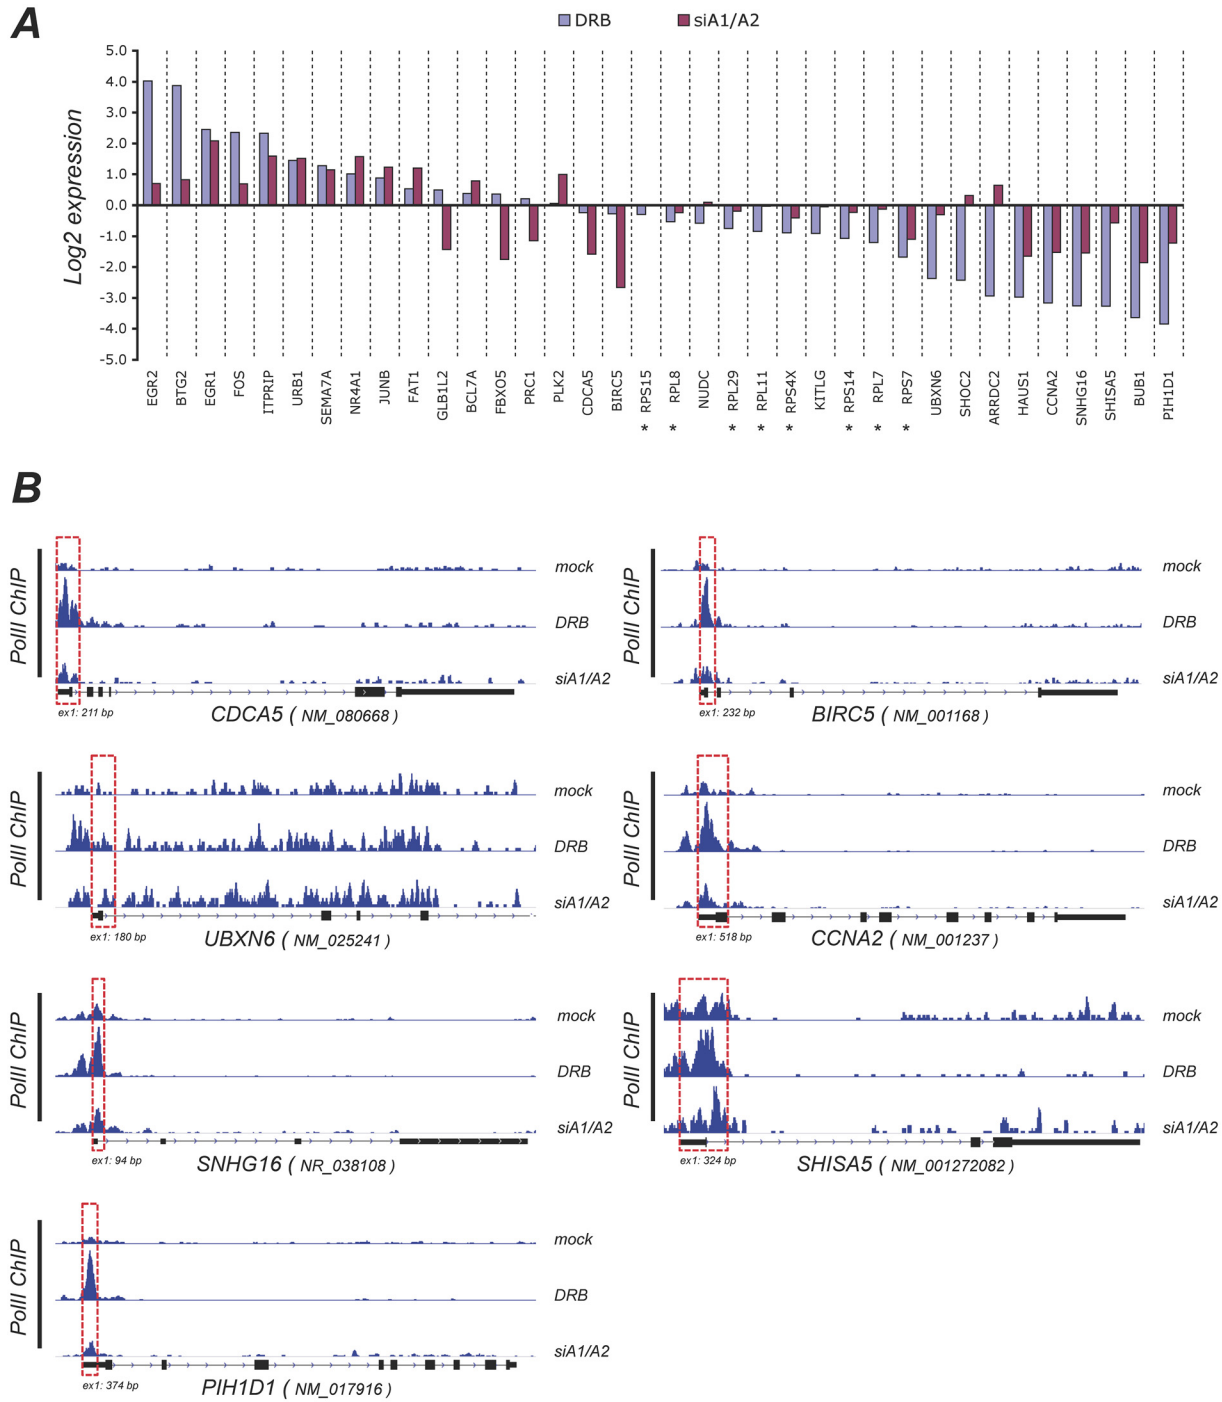 A
DRB siA1/A2
Log2 expression
5.0
4.0
3.0
2.0
1.0
0.0
-1.0
-2.0
-3.0
-4.0
-5.0
EGR2 BTG2 EGR1 FOS ITPRIP URB1 SEMA7A NR4A1 JUNB FAT1 GLB1L2 BCL7A FBXO5 PRC1 PLK2 CDCA5 BIRC5 RPS15 RPL8 NUDC RPL29 RPL11 RPS4X KITLG RPS14 RPL7 RPS7 UBXN6 SHOC2 ARRDC2 HAUS1 CCNA2 SNHG16 SHISA5 BUB1 PIH1D1
* * * * * * * *
B
PolII ChIP
mock
DRB
siA1/A2
ex1: 211 bp
CDCA5 ( NM_080668 )
PolII ChIP
mock
DRB
siA1/A2
ex1: 232 bp
BIRC5 ( NM_001168 )
PolII ChIP
mock
DRB
siA1/A2
ex1: 180 bp
UBXN6 ( NM_025241 )
PolII ChIP
mock
DRB
siA1/A2
ex1: 518 bp
CCNA2 ( NM_001237 )
PolII ChIP
mock
DRB
siA1/A2
ex1: 94 bp
SNHG16 ( NR_038108 )
PolII ChIP
mock
DRB
siA1/A2
ex1: 324 bp
SHISA5 ( NM_001272082 )
PolII ChIP
mock
DRB
siA1/A2
ex1: 374 bp
PIH1D1 ( NM_017916 )